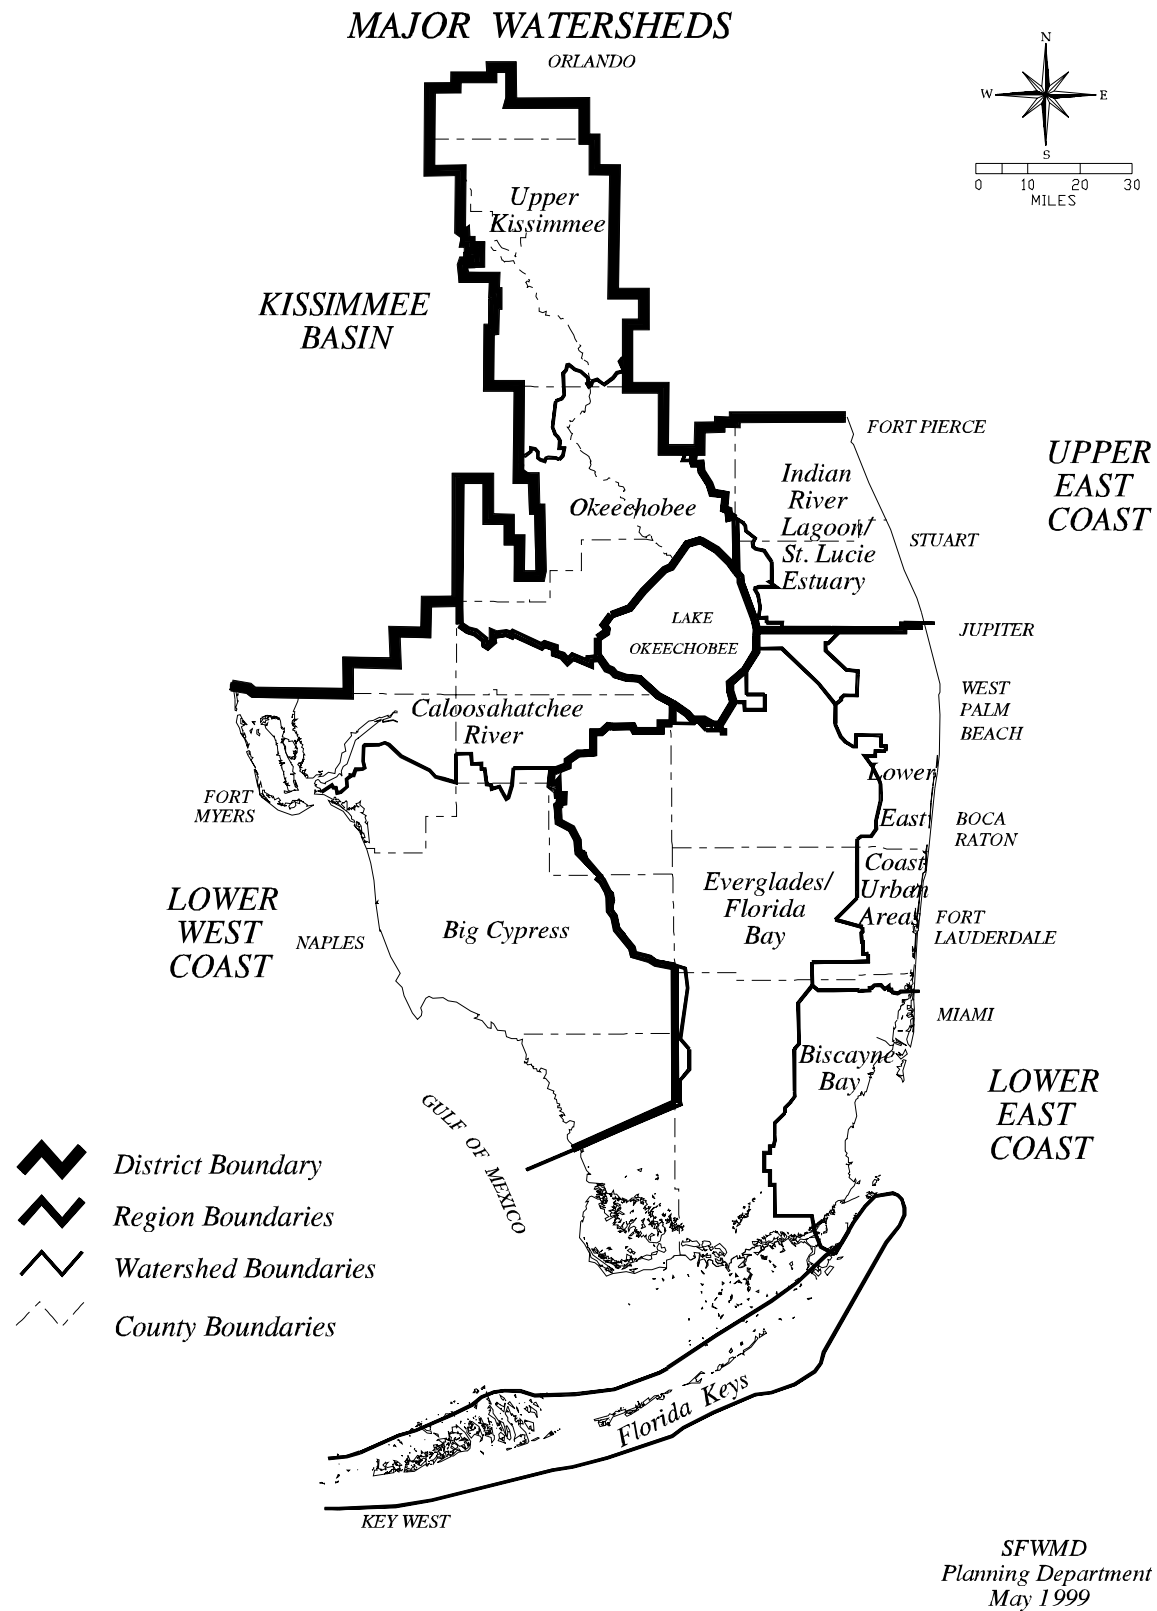 MAJOR WATERSHEDS
ORLANDO
N
W
E
S
0 10 20 30
MILES
Upper
Kissimmee
KISSIMMEE
BASIN
FORT PIERCE
UPPER
EAST
COAST
Indian
River
Lagoon/
St. Lucie
Estuary
Okeechobee
STUART
LAKE
OKEECHOBEE
JUPITER
WEST
PALM
BEACH
Caloosahatchee
River
Lower
East
Coast
Urban
Areas
FORT
MYERS
BOCA
RATON
Everglades/
Florida
Bay
LOWER
WEST
COAST
NAPLES
Big Cypress
FORT
LAUDERDALE
MIAMI
Biscayne
Bay
LOWER
EAST
COAST
GULF OF MEXICO
District Boundary
Region Boundaries
Watershed Boundaries
County Boundaries
Florida Keys
KEY WEST
SFWMD
Planning Department
May 1999